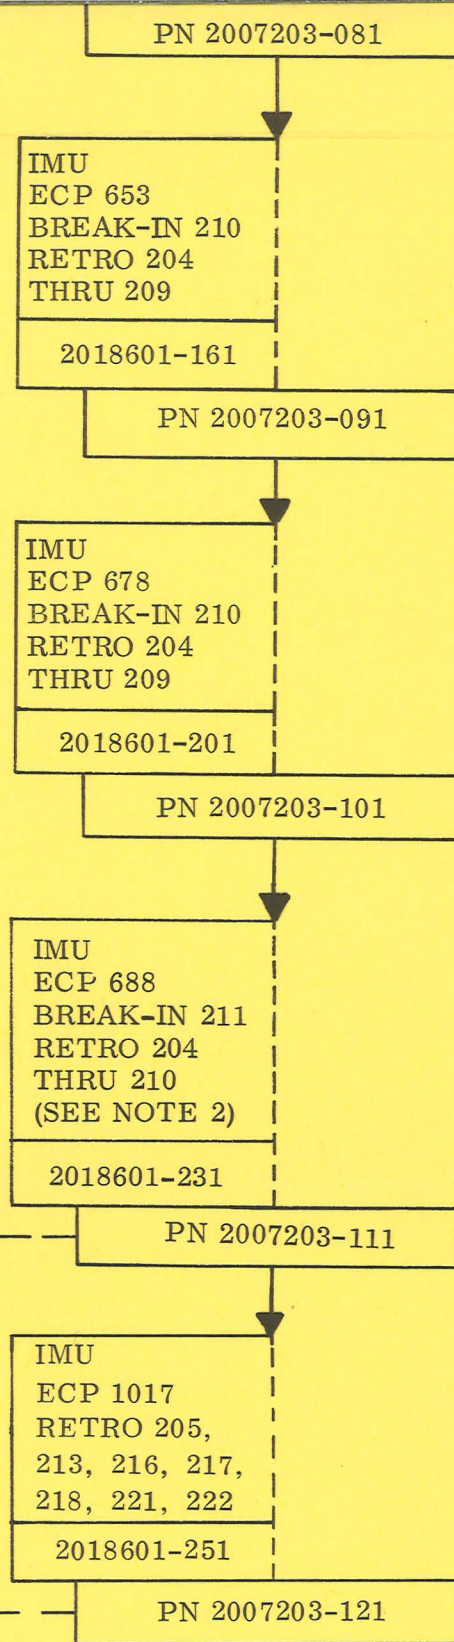 PN 2007203-081
IMU
ECP 653
BREAK-IN 210
RETRO 204
THRU 209
2018601-161
PN 2007203-091
IMU
ECP 678
BREAK-IN 210
RETRO 204
THRU 209
2018601-201
PN 2007203-101
IMU
ECP 688
BREAK-IN 211
RETRO 204
THRU 210
(SEE NOTE 2)
2018601-231
PN 2007203-111
IMU
ECP 1017
RETRO 205,
213, 216, 217,
218, 221, 222
2018601-251
PN 2007203-121